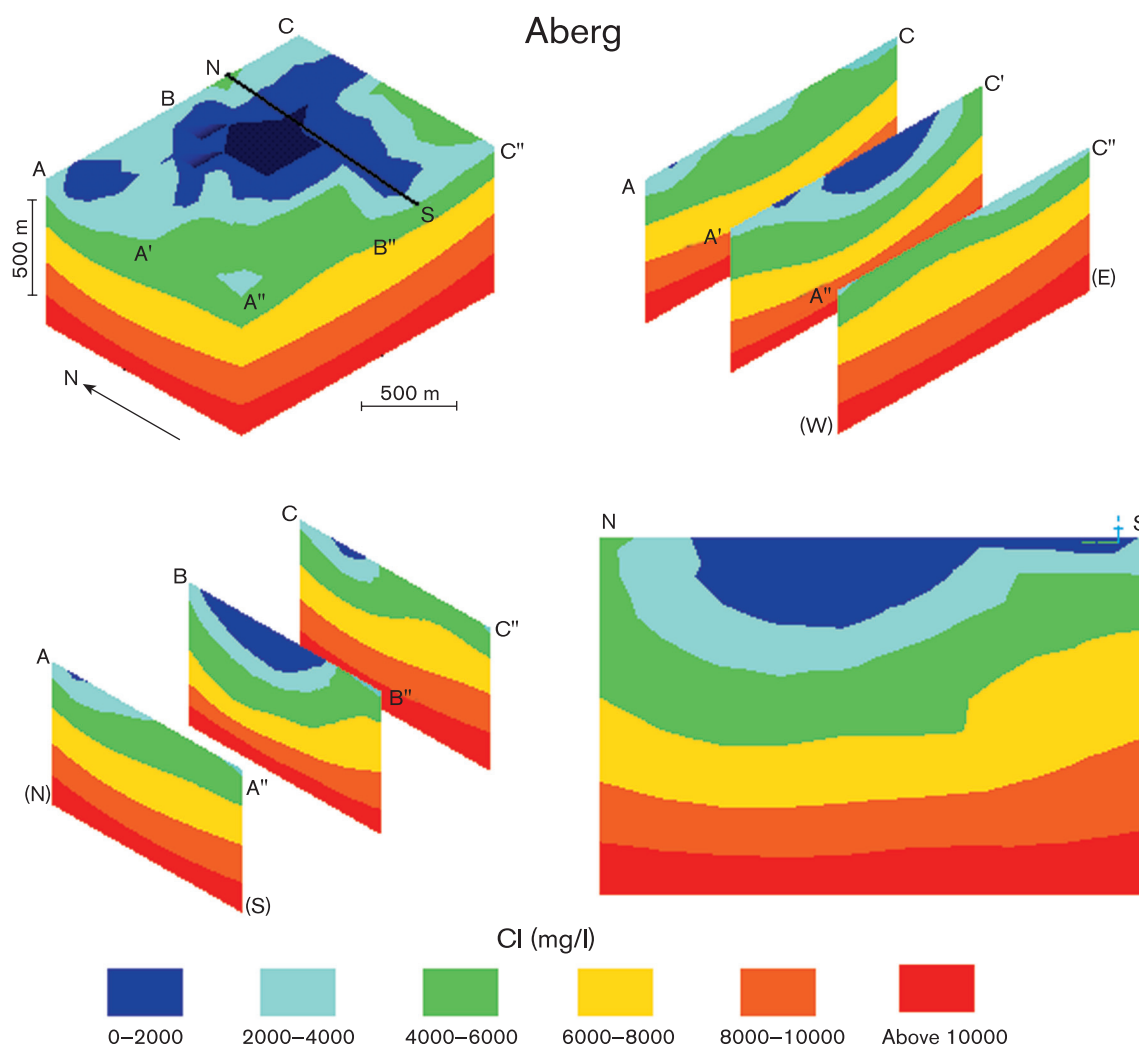 Aberg
C
N
B
A
C"
S
B"
A'
A"
500 m
N
500 m
C
C'
C"
A
A'
A"
(E)
(W)
C
B
C"
A
B"
A"
(N)
(S)
N
S
Cl (mg/l)
0–2000 2000–4000 4000–6000 6000–8000 8000–10000 Above 10000